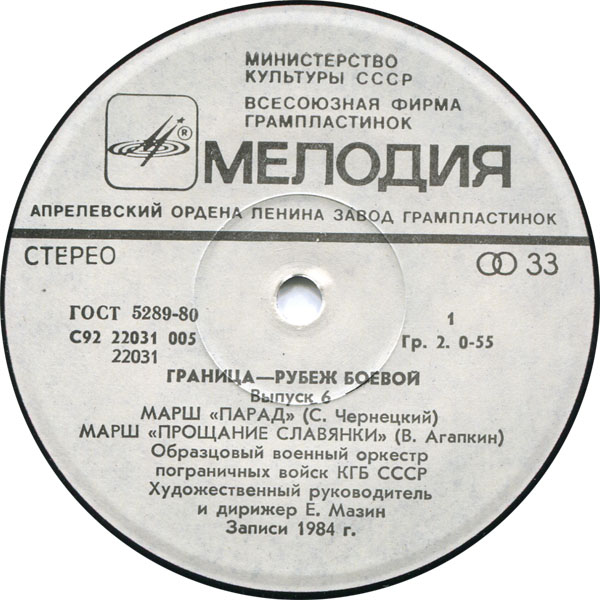 МИНИСТЕРСТВО
КУЛЬТУРЫ СССР
ВСЕСОЮЗНАЯ ФИРМА
ГРАМПЛАСТИНОК
®
МЕЛОДИЯ
АПРЕЛЕВСКИЙ ОРДЕНА ЛЕНИНА ЗАВОД ГРАМПЛАСТИНОК
СТЕРЕО
33
ГОСТ 5289-80
1
С92 22031 005
Гр. 2. 0-55
22031
ГРАНИЦА—РУБЕЖ БОЕВОЙ
Выпуск 6
МАРШ «ПАРАД» (С. Чернецкий)
МАРШ «ПРОЩАНИЕ СЛАВЯНКИ» (В. Агапкин)
Образцовый военный оркестр
пограничных войск КГБ СССР
Художественный руководитель
и дирижер Е. Мазин
Записи 1984 г.